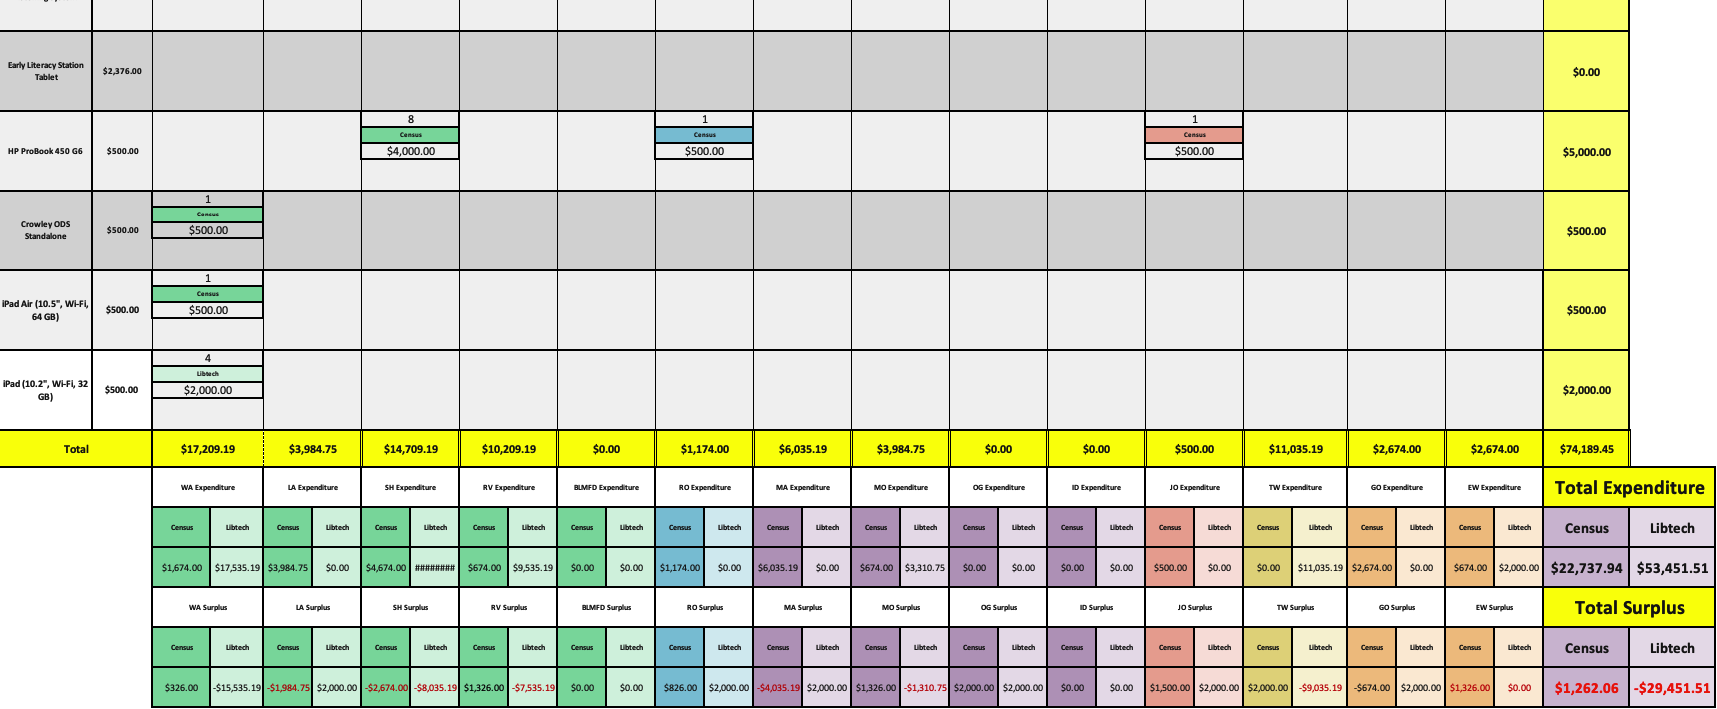 Early Literacy Station
Tablet
$2,376.00
$0.00
8
1
1
Census
Census
Census
HP ProBook 450 G6
$500.00
$4,000.00
$500.00
$500.00
$5,000.00
1
Census
Crowley ODS
Standalone
$500.00
$500.00
$500.00
1
Census
iPad Air (10.5", Wi-Fi,
64 GB)
$500.00
$500.00
$500.00
4
Libtech
iPad (10.2", Wi-Fi, 32
GB)
$500.00
$2,000.00
$2,000.00
Total $17,209.19 $3,984.75 $14,709.19 $10,209.19 $0.00 $1,174.00 $6,035.19 $3,984.75 $0.00 $0.00 $500.00 $11,035.19 $2,674.00 $2,674.00 $74,189.45
WA Expenditure LA Expenditure SH Expenditure RV Expenditure BLMFD Expenditure RO Expenditure MA Expenditure MO Expenditure OG Expenditure ID Expenditure JO Expenditure TW Expenditure GO Expenditure EW Expenditure Total Expenditure
Census Libtech Census Libtech Census Libtech Census Libtech Census Libtech Census Libtech Census Libtech Census Libtech Census Libtech Census Libtech Census Libtech Census Libtech Census Libtech Census Libtech Census Libtech
$1,674.00 $17,535.19 $3,984.75 $0.00 $4,674.00 ######## $674.00 $9,535.19 $0.00 $0.00 $1,174.00 $0.00 $6,035.19 $0.00 $674.00 $3,310.75 $0.00 $0.00 $0.00 $0.00 $500.00 $0.00 $0.00 $11,035.19 $2,674.00 $0.00 $674.00 $2,000.00 $22,737.94 $53,451.51
WA Surplus LA Surplus SH Surplus RV Surplus BLMFD Surplus RO Surplus MA Surplus MO Surplus OG Surplus ID Surplus JO Surplus TW Surplus GO Surplus EW Surplus Total Surplus
Census Libtech Census Libtech Census Libtech Census Libtech Census Libtech Census Libtech Census Libtech Census Libtech Census Libtech Census Libtech Census Libtech Census Libtech Census Libtech Census Libtech Census Libtech
$326.00 -$15,535.19 -$1,984.75 $2,000.00 -$2,674.00 -$8,035.19 $1,326.00 -$7,535.19 $0.00 $0.00 $826.00 $2,000.00 -$4,035.19 $2,000.00 $1,326.00 -$1,310.75 $2,000.00 $2,000.00 $0.00 $0.00 $1,500.00 $2,000.00 $2,000.00 -$9,035.19 -$674.00 $2,000.00 $1,326.00 $0.00 $1,262.06 -$29,451.51